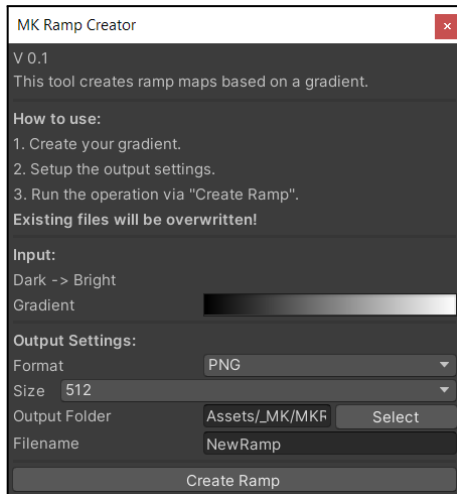 MK Ramp Creator
V 0.1
This tool creates ramp maps based on a gradient.
How to use:
1. Create your gradient.
2. Setup the output settings.
3. Run the operation via "Create Ramp".
Existing files will be overwritten!
Input:
Dark -> Bright
Gradient
Output Settings:
Format PNG
Size 512
Output Folder Assets/_MK/MKR Select
Filename NewRamp
Create Ramp